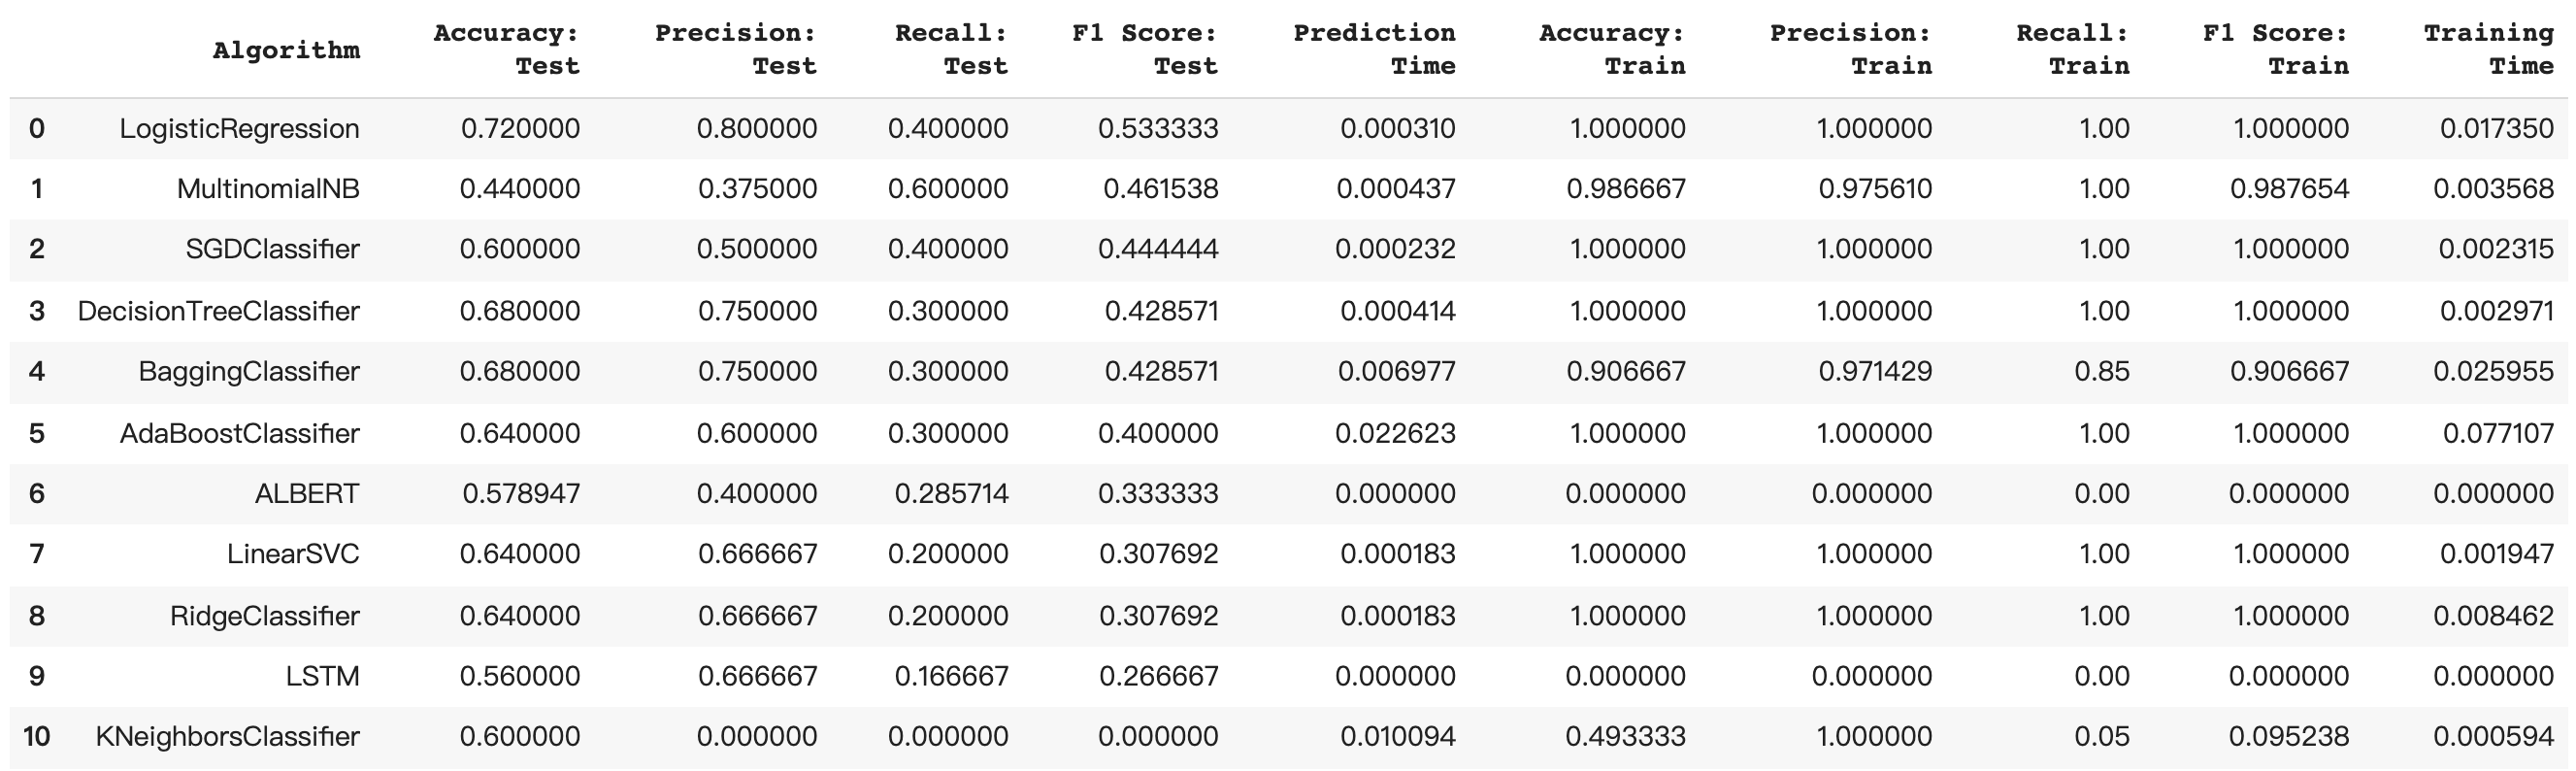 Algorithm Accuracy: Test Precision: Test Recall: Test F1 Score: Test Prediction Time Accuracy: Train Precision: Train Recall: Train F1 Score: Train Training Time
0 LogisticRegression 0.720000 0.800000 0.400000 0.533333 0.000310 1.000000 1.000000 1.00 1.000000 0.017350
1 MultinomialNB 0.440000 0.375000 0.600000 0.461538 0.000437 0.986667 0.975610 1.00 0.987654 0.003568
2 SGDClassifier 0.600000 0.500000 0.400000 0.444444 0.000232 1.000000 1.000000 1.00 1.000000 0.002315
3 DecisionTreeClassifier 0.680000 0.750000 0.300000 0.428571 0.000414 1.000000 1.000000 1.00 1.000000 0.002971
4 BaggingClassifier 0.680000 0.750000 0.300000 0.428571 0.006977 0.906667 0.971429 0.85 0.906667 0.025955
5 AdaBoostClassifier 0.640000 0.600000 0.300000 0.400000 0.022623 1.000000 1.000000 1.00 1.000000 0.077107
6 ALBERT 0.578947 0.400000 0.285714 0.333333 0.000000 0.000000 0.000000 0.00 0.000000 0.000000
7 LinearSVC 0.640000 0.666667 0.200000 0.307692 0.000183 1.000000 1.000000 1.00 1.000000 0.001947
8 RidgeClassifier 0.640000 0.666667 0.200000 0.307692 0.000183 1.000000 1.000000 1.00 1.000000 0.008462
9 LSTM 0.560000 0.666667 0.166667 0.266667 0.000000 0.000000 0.000000 0.00 0.000000 0.000000
10 KNeighborsClassifier 0.600000 0.000000 0.000000 0.000000 0.010094 0.493333 1.000000 0.05 0.095238 0.000594